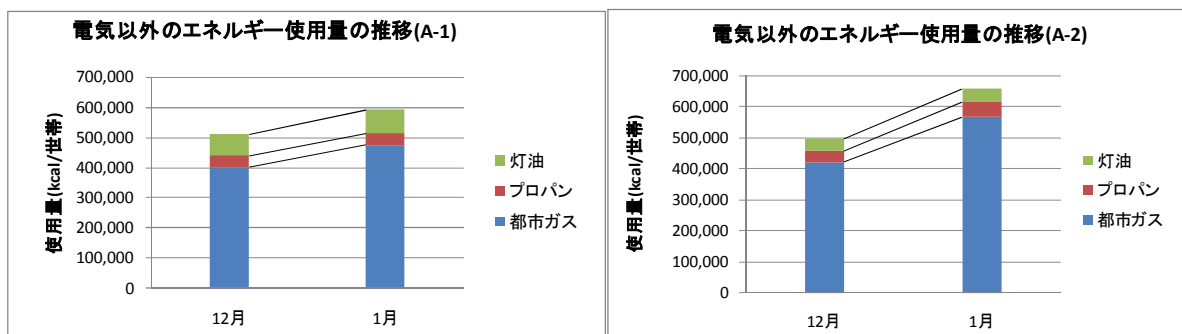 電気以外のエネルギー使用量の推移(A-1)
700,000
600,000
500,000
400,000
300,000
200,000
100,000
0
使用量(kcal/世帯)
12月
1月
灯油
プロパン
都市ガス
電気以外のエネルギー使用量の推移(A-2)
700,000
600,000
500,000
400,000
300,000
200,000
100,000
0
使用量(kcal/世帯)
12月
1月
灯油
プロパン
都市ガス